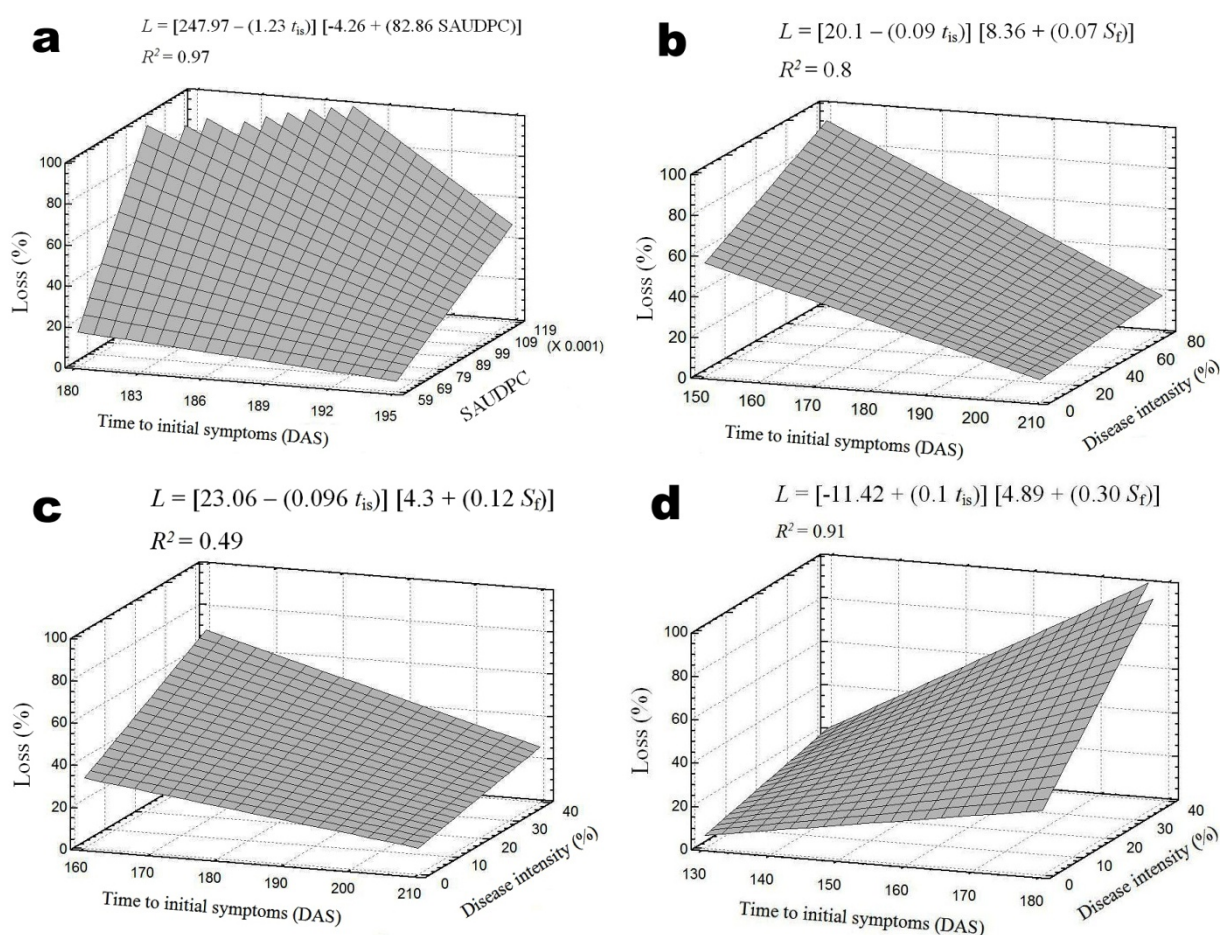 a
L = [247.97 – (1.23 tis)] [-4.26 + (82.86 SAUDPC)]
R² = 0.97
100
80
60
40
20
0
Loss (%)
180
183
186
189
192
195
Time to initial symptoms (DAS)
59
69
79
89
99
109
119
(X 0.001)
SAUDPC
b
L = [20.1 – (0.09 tis)] [8.36 + (0.07 Sf)]
R² = 0.8
100
80
60
40
20
0
Loss (%)
150
160
170
180
190
200
210
Time to initial symptoms (DAS)
0
20
40
60
80
Disease intensity (%)
c
L = [23.06 – (0.096 tis)] [4.3 + (0.12 Sf)]
R² = 0.49
100
80
60
40
20
0
Loss (%)
160
170
180
190
200
210
Time to initial symptoms (DAS)
0
10
20
30
40
Disease intensity (%)
d
L = [-11.42 + (0.1 tis)] [4.89 + (0.30 Sf)]
R² = 0.91
100
80
60
40
20
0
Loss (%)
130
140
150
160
170
180
Time to initial symptoms (DAS)
0
10
20
30
40
Disease intensity (%)